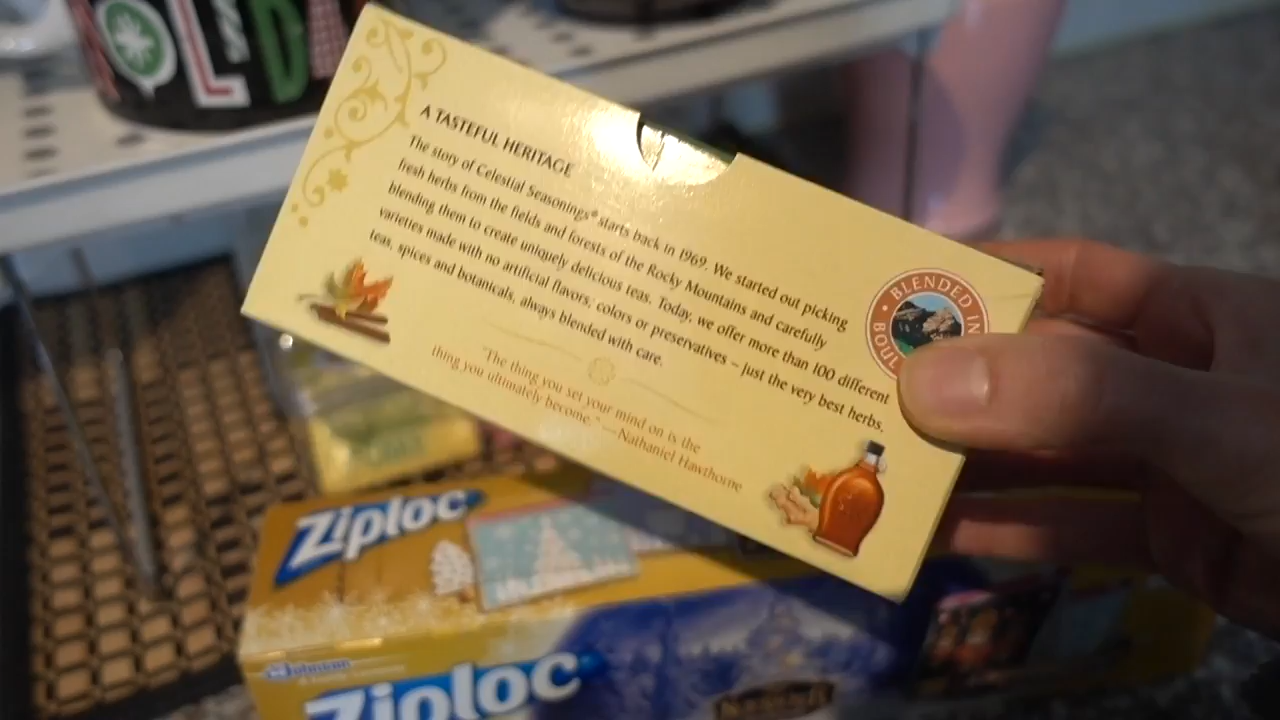 OLD
A TASTEFUL HERITAGE
The story of Celestial Seasonings® starts back in 1969. We started out picking
fresh herbs from the fields and forests of the Rocky Mountains and carefully
blending them to create uniquely delicious teas. Today, we offer more than 100 different
varieties made with no artificial flavors, colors or preservatives – just the very best herbs,
teas, spices and botanicals, always blended with care.
"The thing you set your mind on is the
thing you ultimately become." —Nathaniel Hawthorne
BOUL • BLENDED IN
Ziploc
Johnson
Ziploc